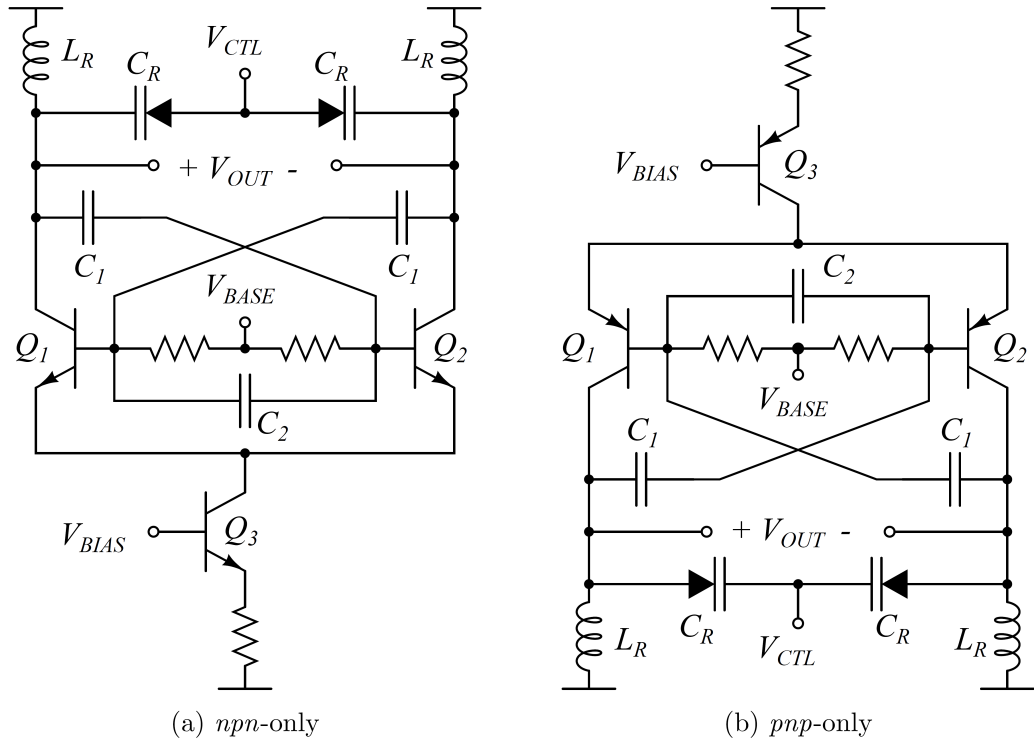 L_R
V_CTL
C_R
C_R
L_R
+ V_OUT -
C_1
C_1
V_BASE
Q_1
Q_2
C_2
V_BIAS
Q_3
(a) npn-only
V_BIAS
Q_3
C_2
Q_1
Q_2
V_BASE
C_1
C_1
+ V_OUT -
C_R
C_R
L_R
V_CTL
L_R
(b) pnp-only